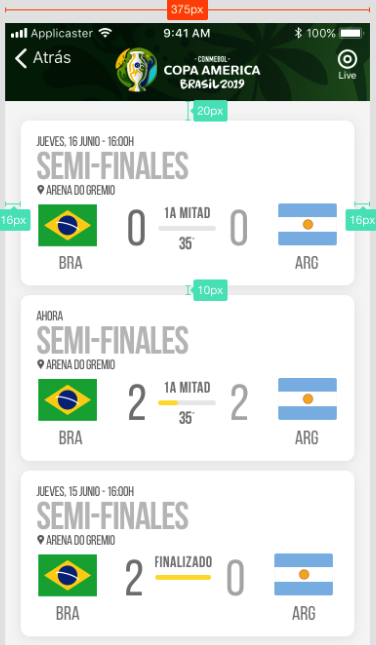 375px
Applicaster 9:41 AM 100%
Atrás
CONMEBOL
COPA AMERICA
BRASIL 2019
Live
20px
JUEVES, 16 JUNIO - 16:00H
SEMI-FINALES
ARENA DO GREMIO
16px
16px
0 1A MITAD 0
35'
BRA ARG
10px
AHORA
SEMI-FINALES
ARENA DO GREMIO
2 1A MITAD 2
35'
BRA ARG
JUEVES, 15 JUNIO - 16:00H
SEMI-FINALES
ARENA DO GREMIO
2 FINALIZADO 0
BRA ARG